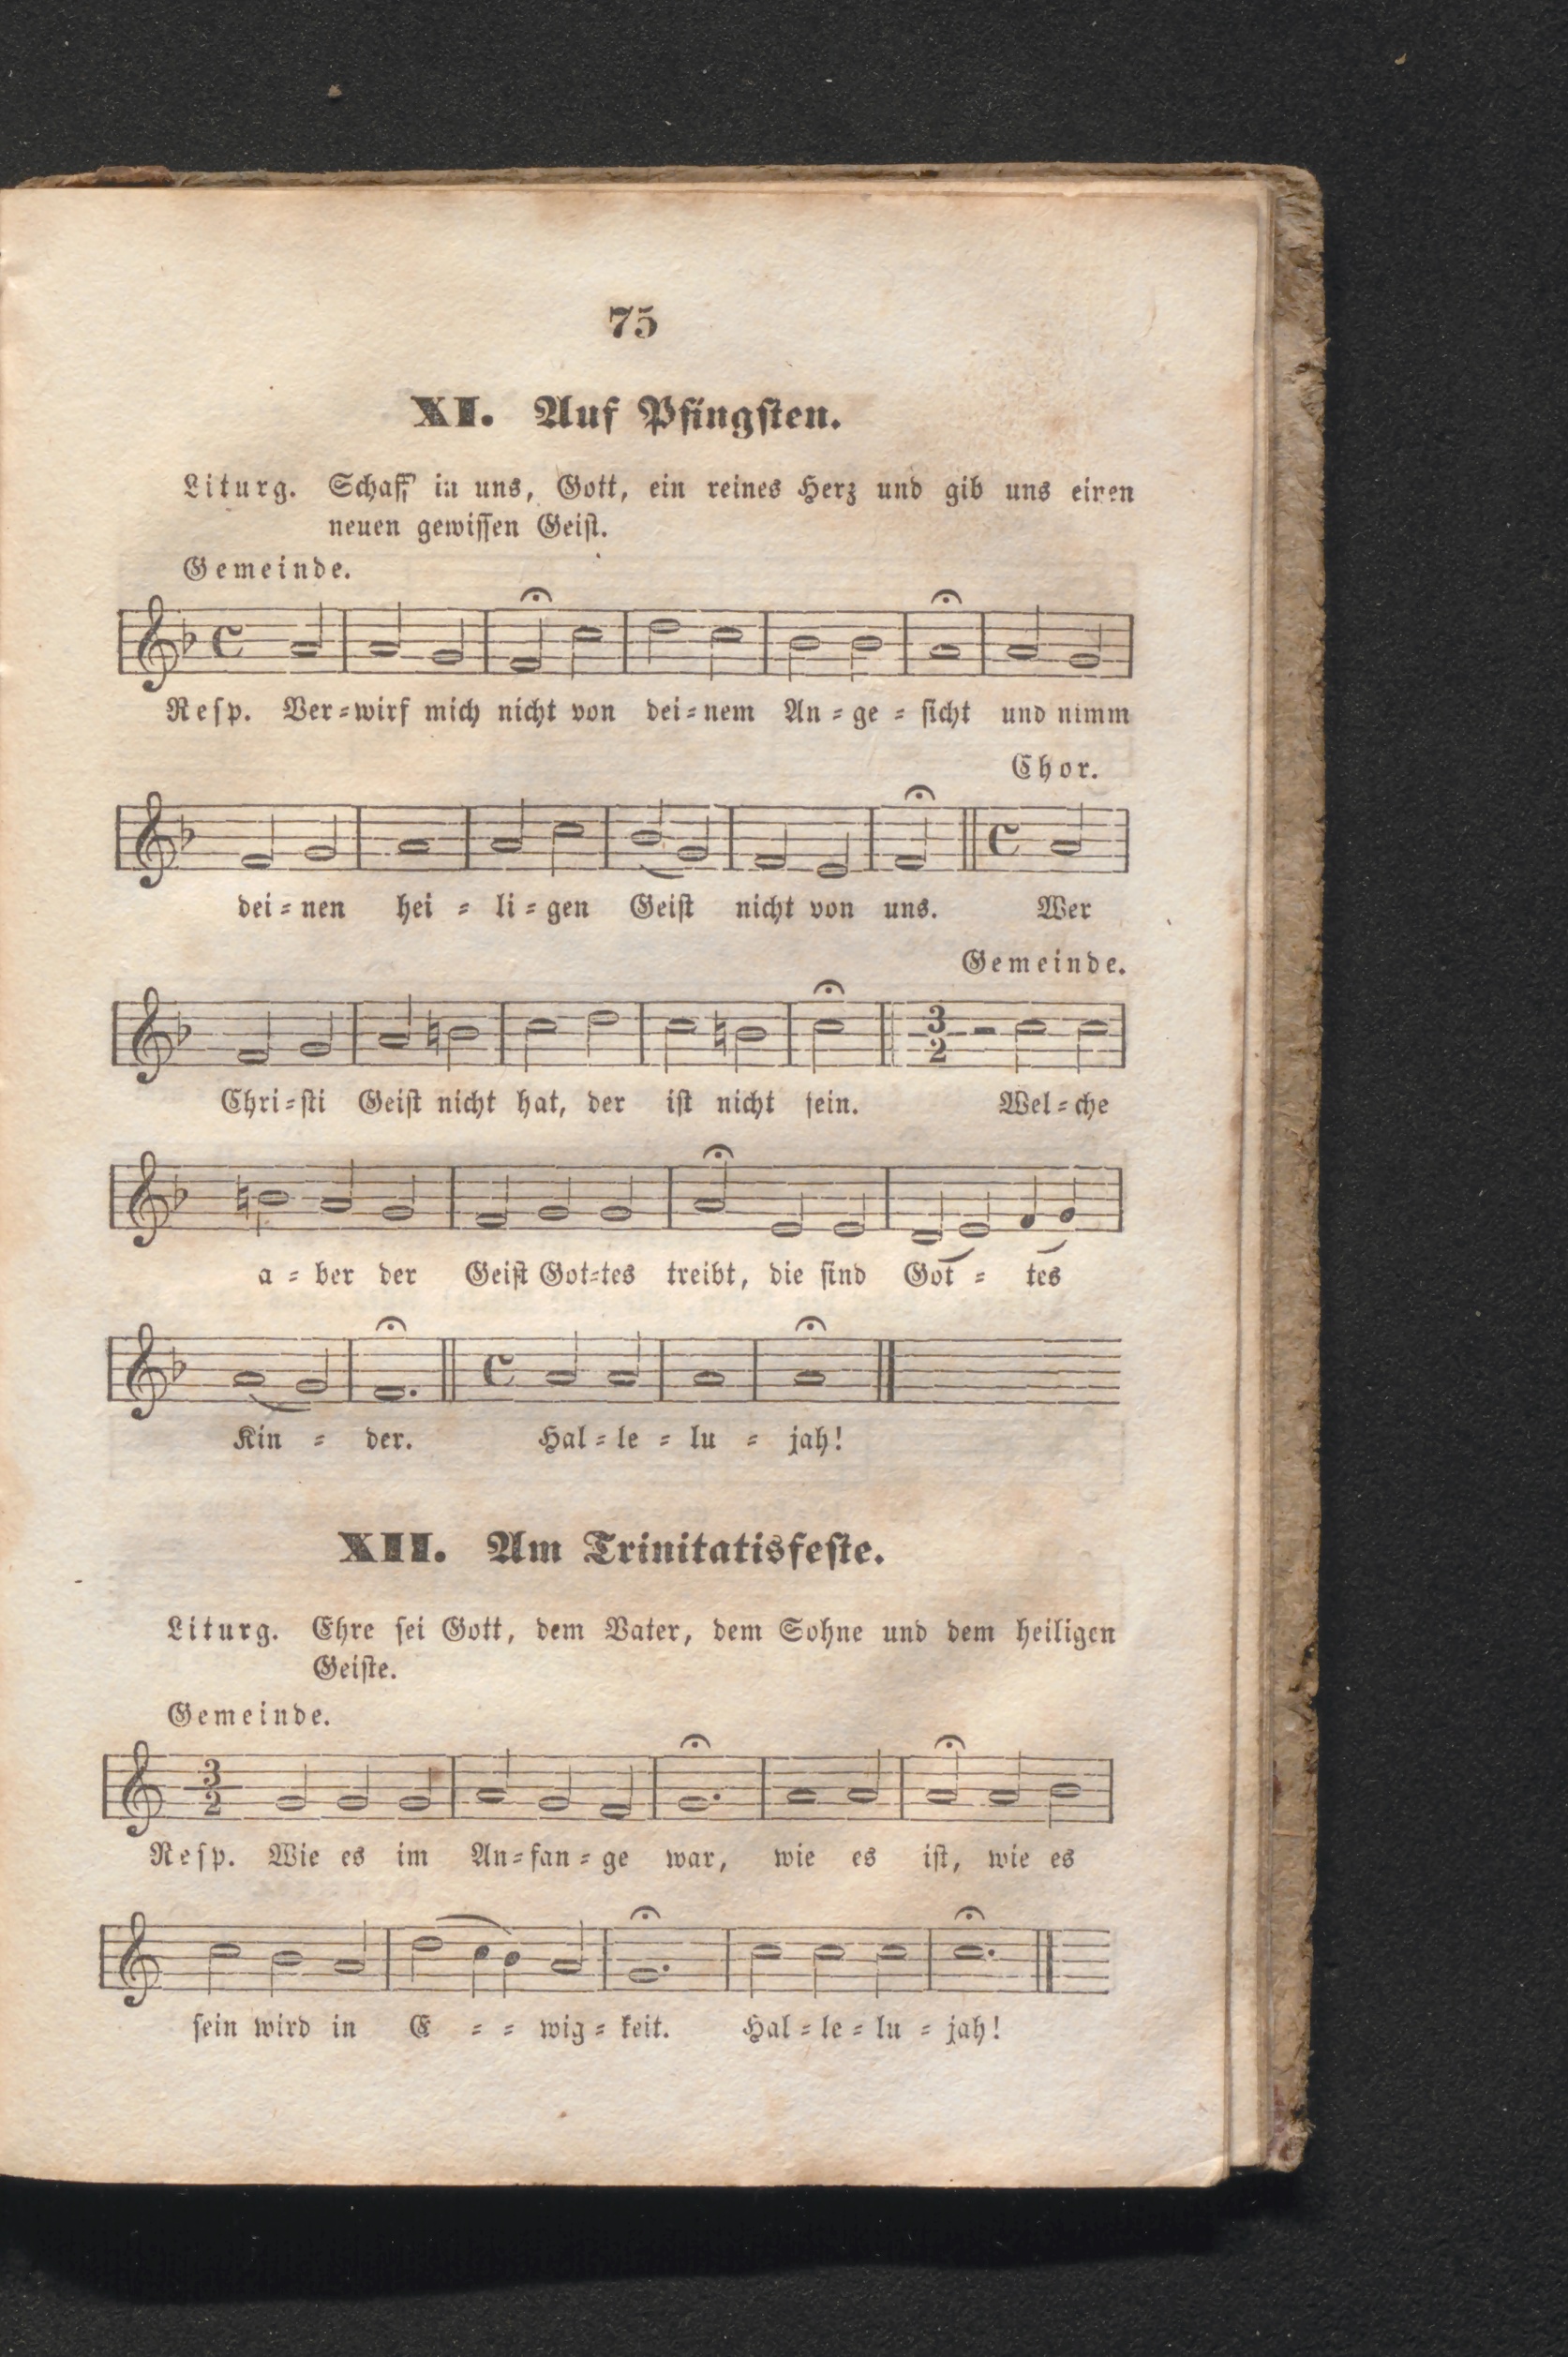 75
XI. Auf Pfingsten.
Liturg. Schaff' in uns, Gott, ein reines Herz und gib uns einen
neuen gewissen Geist.
Gemeinde.
Resp. Ver=wirf mich nicht von dei=nem An=ge=sicht und nimm
Chor.
dei=nen hei=li=gen Geist nicht von uns. Wer
Gemeinde.
Chri=sti Geist nicht hat, der ist nicht sein. 3/2 Wel=che
a=ber der Geist Got=tes treibt, die sind Got=tes
Kin=der. Hal=le=lu=jah!
XII. Am Trinitatisfeste.
Liturg. Ehre sei Gott, dem Vater, dem Sohne und dem heiligen
Geiste.
Gemeinde.
3/2
Resp. Wie es im An=fan=ge war, wie es ist, wie es
sein wird in E==wig=keit. Hal=le=lu=jah!